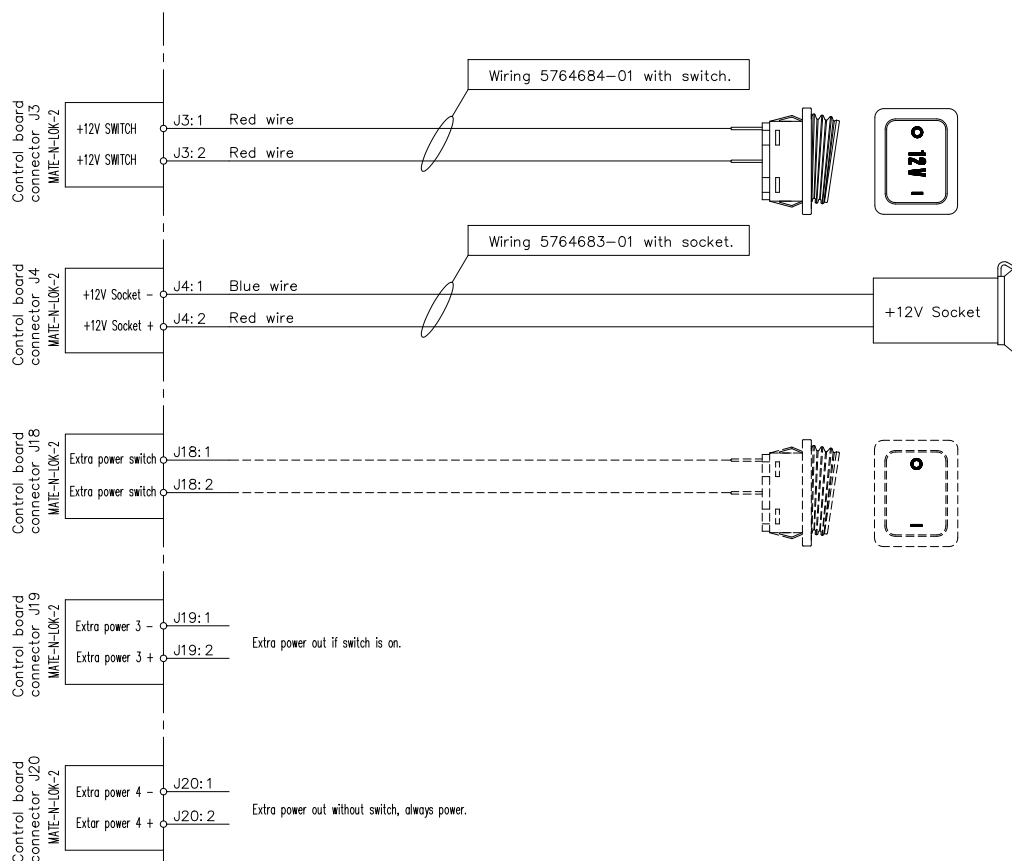 Wiring 5764684-01 with switch.
Control board
connector J3
MATE-N-LOK-2
+12V SWITCH
J3:1 Red wire
+12V SWITCH
J3:2 Red wire
12V
Wiring 5764683-01 with socket.
Control board
connector J4
MATE-N-LOK-2
+12V Socket -
J4:1 Blue wire
+12V Socket +
J4:2 Red wire
+12V Socket
Control board
connector J18
MATE-N-LOK-2
Extra power switch
J18:1
Extra power switch
J18:2
Control board
connector J19
MATE-N-LOK-2
Extra power 3 -
J19:1
Extra power 3 +
J19:2
Extra power out if switch is on.
Control board
connector J20
MATE-N-LOK-2
Extra power 4 -
J20:1
Extar power 4 +
J20:2
Extra power out without switch, always power.